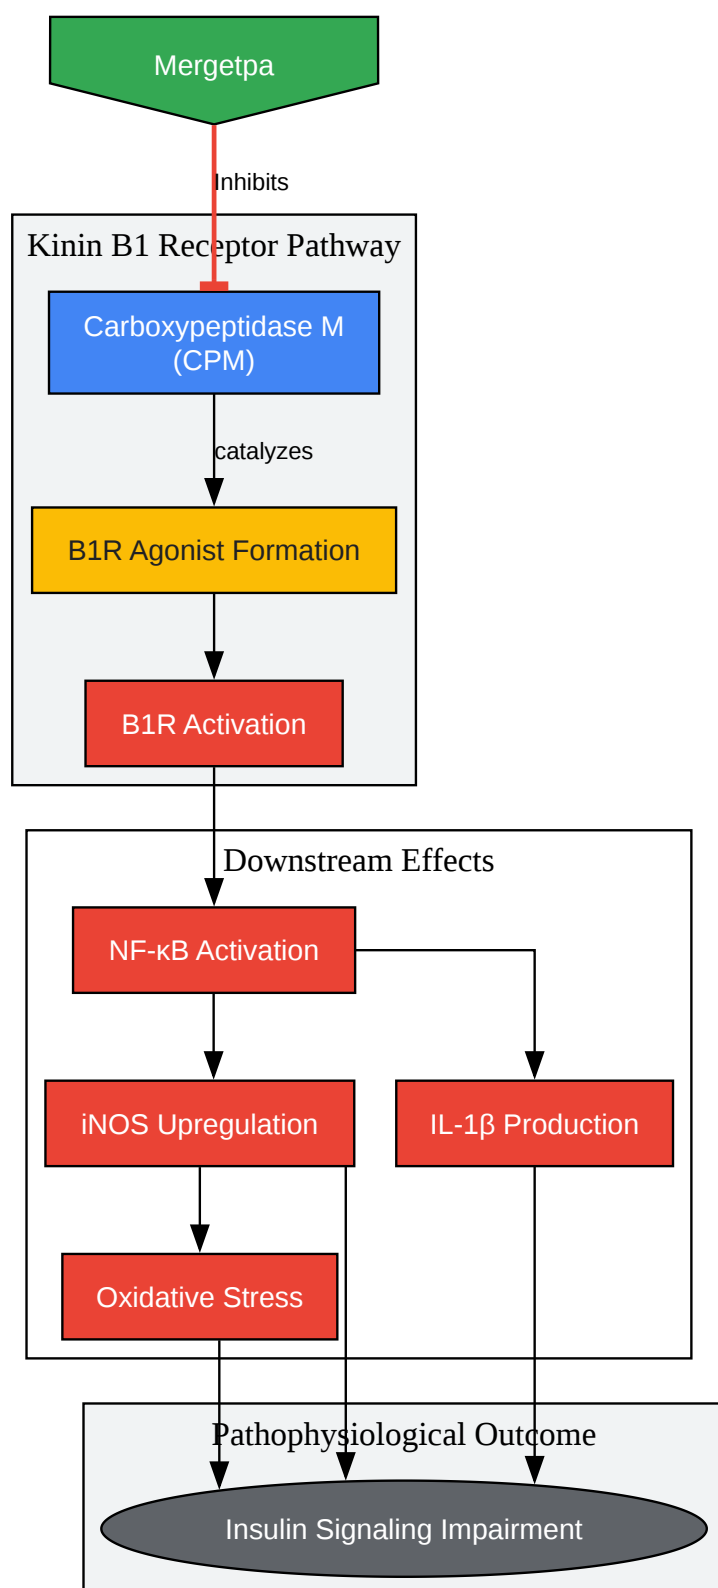 Mergetpa
Inhibits
Kinin B1 Receptor Pathway
Carboxypeptidase M
(CPM)
catalyzes
B1R Agonist Formation
B1R Activation
Downstream Effects
NF-κB Activation
iNOS Upregulation
IL-1β Production
Oxidative Stress
Pathophysiological Outcome
Insulin Signaling Impairment